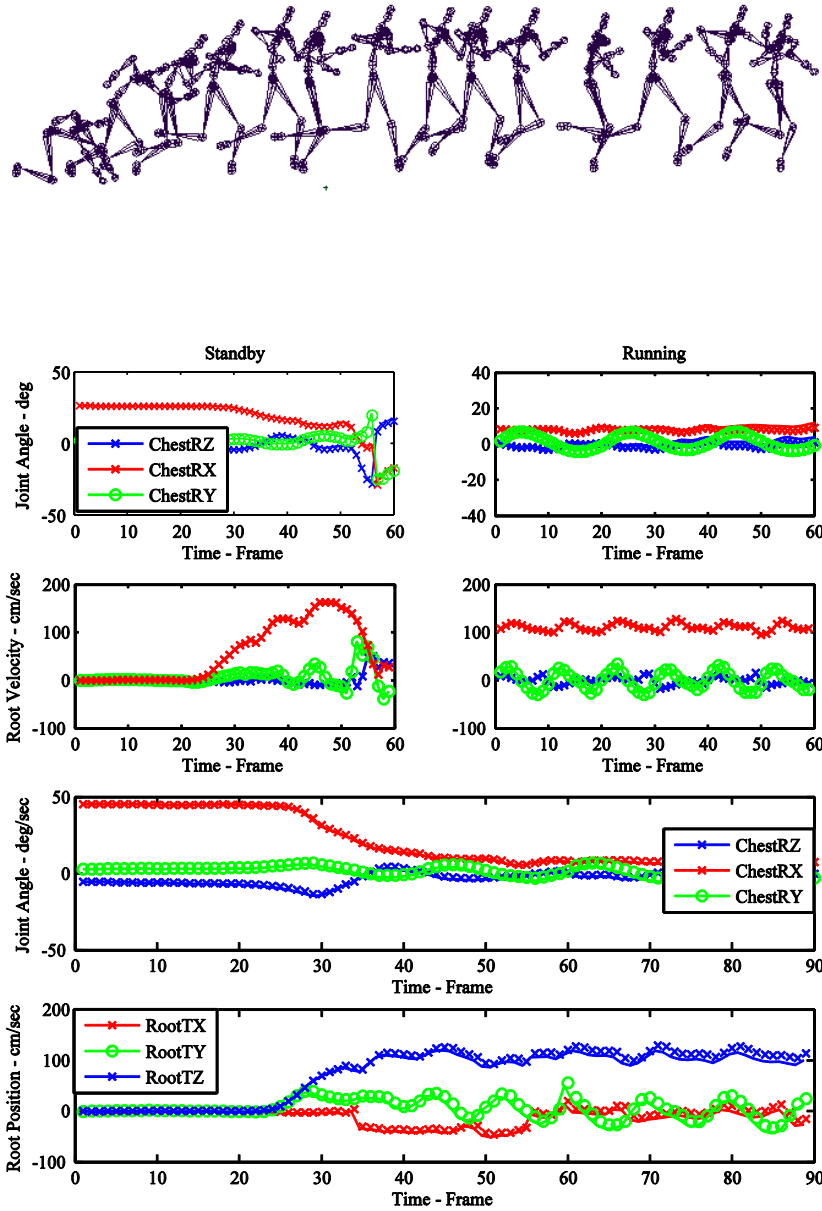 Standby
Running
Joint Angle - deg
50
0
-50
ChestRZ
ChestRX
ChestRY
0 10 20 30 40 50 60
Time - Frame
40
20
0
-20
-40
0 10 20 30 40 50 60
Time - Frame
Root Velocity - cm/sec
200
100
0
-100
0 10 20 30 40 50 60
Time - Frame
200
100
0
-100
0 10 20 30 40 50 60
Time - Frame
Joint Angle - deg/sec
50
0
-50
ChestRZ
ChestRX
ChestRY
0 10 20 30 40 50 60 70 80 90
Time - Frame
Root Position - cm/sec
200
100
0
-100
RootTX
RootTY
RootTZ
0 10 20 30 40 50 60 70 80 90
Time - Frame